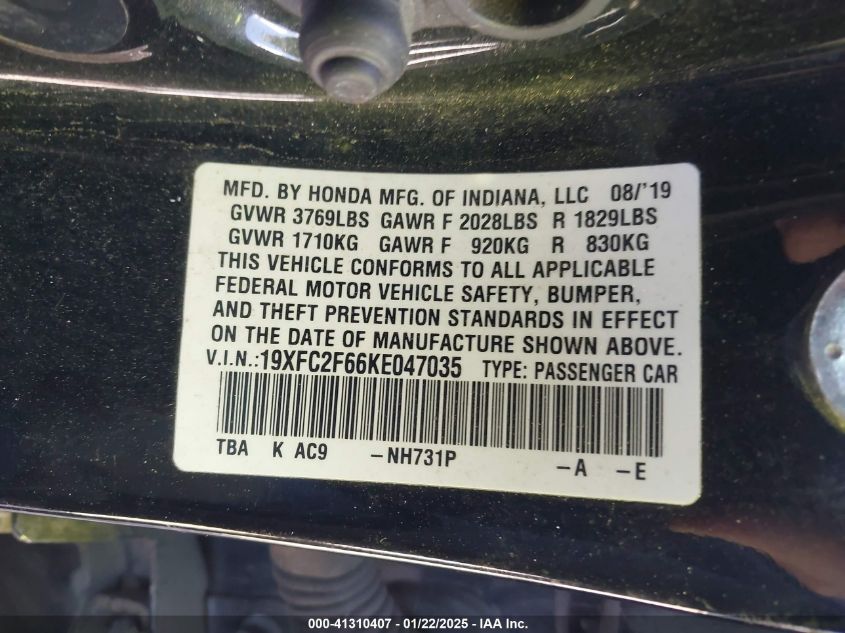 MFD. BY HONDA MFG. OF INDIANA, LLC 08/'19
GVWR 3769LBS GAWR F 2028LBS R 1829LBS
GVWR 1710KG GAWR F 920KG R 830KG
THIS VEHICLE CONFORMS TO ALL APPLICABLE
FEDERAL MOTOR VEHICLE SAFETY, BUMPER,
AND THEFT PREVENTION STANDARDS IN EFFECT
ON THE DATE OF MANUFACTURE SHOWN ABOVE.
V.I.N.:19XFC2F66KE047035 TYPE: PASSENGER CAR
TBA K AC9 -NH731P -A -E
000-41310407 - 01/22/2025 - IAA Inc.